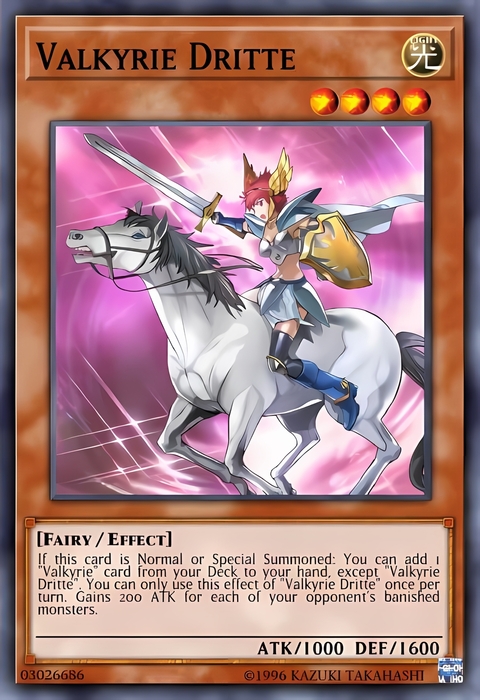 VALKYRIE DRITTE
LIGHT
光
[FAIRY / EFFECT]
If this card is Normal or Special Summoned: You can add 1
"Valkyrie" card from your Deck to your hand, except "Valkyrie
Dritte". You can only use this effect of "Valkyrie Dritte" once per
turn. Gains 200 ATK for each of your opponent's banished
monsters.
ATK/1000 DEF/1600
03026686
©1996 KAZUKI TAKAHASHI